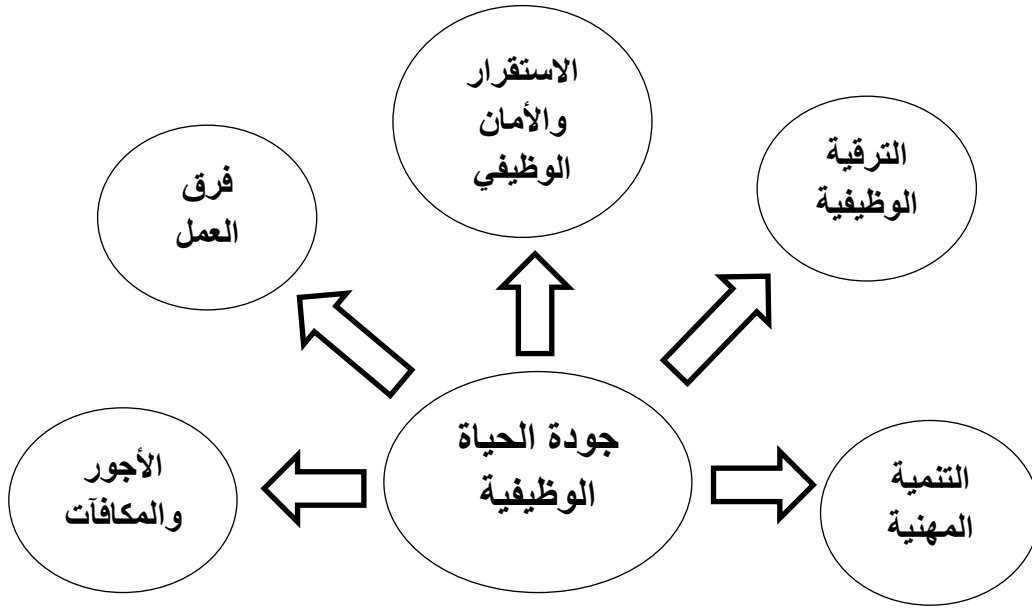 الاستقرار
والأمان
الوظيفي
الترقية
الوظيفية
فرق
العمل
جودة الحياة
الوظيفية
التنمية
المهنية
الأجور
والمكافآت